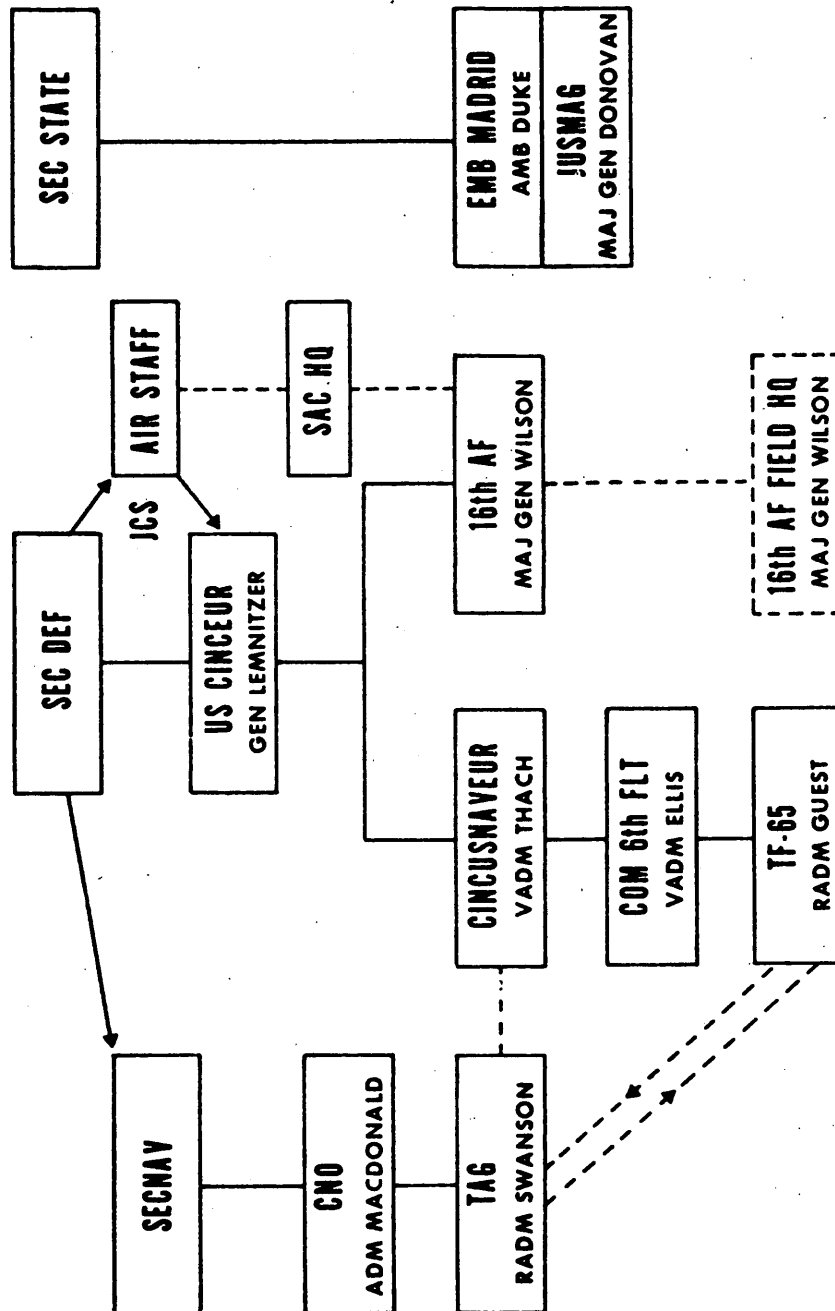 SEC STATE
EMB MADRID
AMB DUKE
JUSMAG
MAJ GEN DONOVAN
SEC DEF
JCS
AIR STAFF
SAC HQ
US CINCEUR
GEN LEMNITZER
16th AF
MAJ GEN WILSON
16th AF FIELD HQ
MAJ GEN WILSON
CINCUSNAVEUR
VADM THACH
COM 6th FLT
VADM ELLIS
TF-65
RADM GUEST
SECNAV
CNO
ADM MACDONALD
TAG
RADM SWANSON